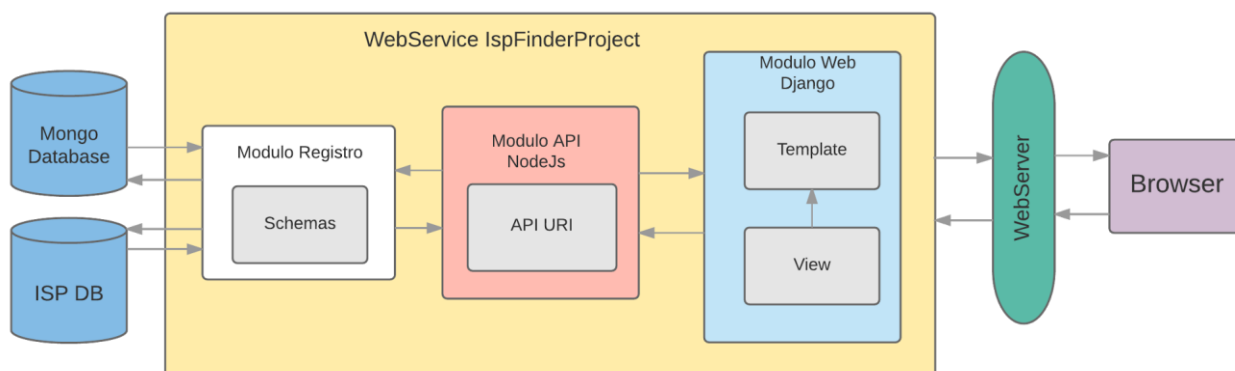 WebService IspFinderProject
Mongo
Database
ISP DB
Modulo Registro
Schemas
Modulo API
NodeJs
API URI
Modulo Web
Django
Template
View
WebServer
Browser